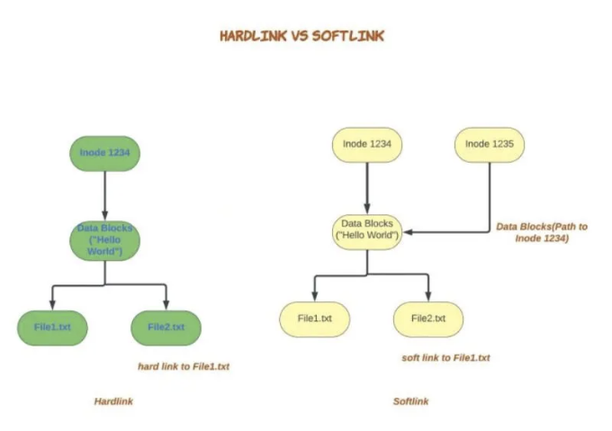 HARDLINK VS SOFTLINK
Inode 1234
Data Blocks
("Hello
World")
File1.txt
File2.txt
hard link to File1.txt
Hardlink
Inode 1234
Inode 1235
Data Blocks
("Hello World")
Data Blocks(Path to
Inode 1234)
File1.txt
File2.txt
soft link to File1.txt
Softlink